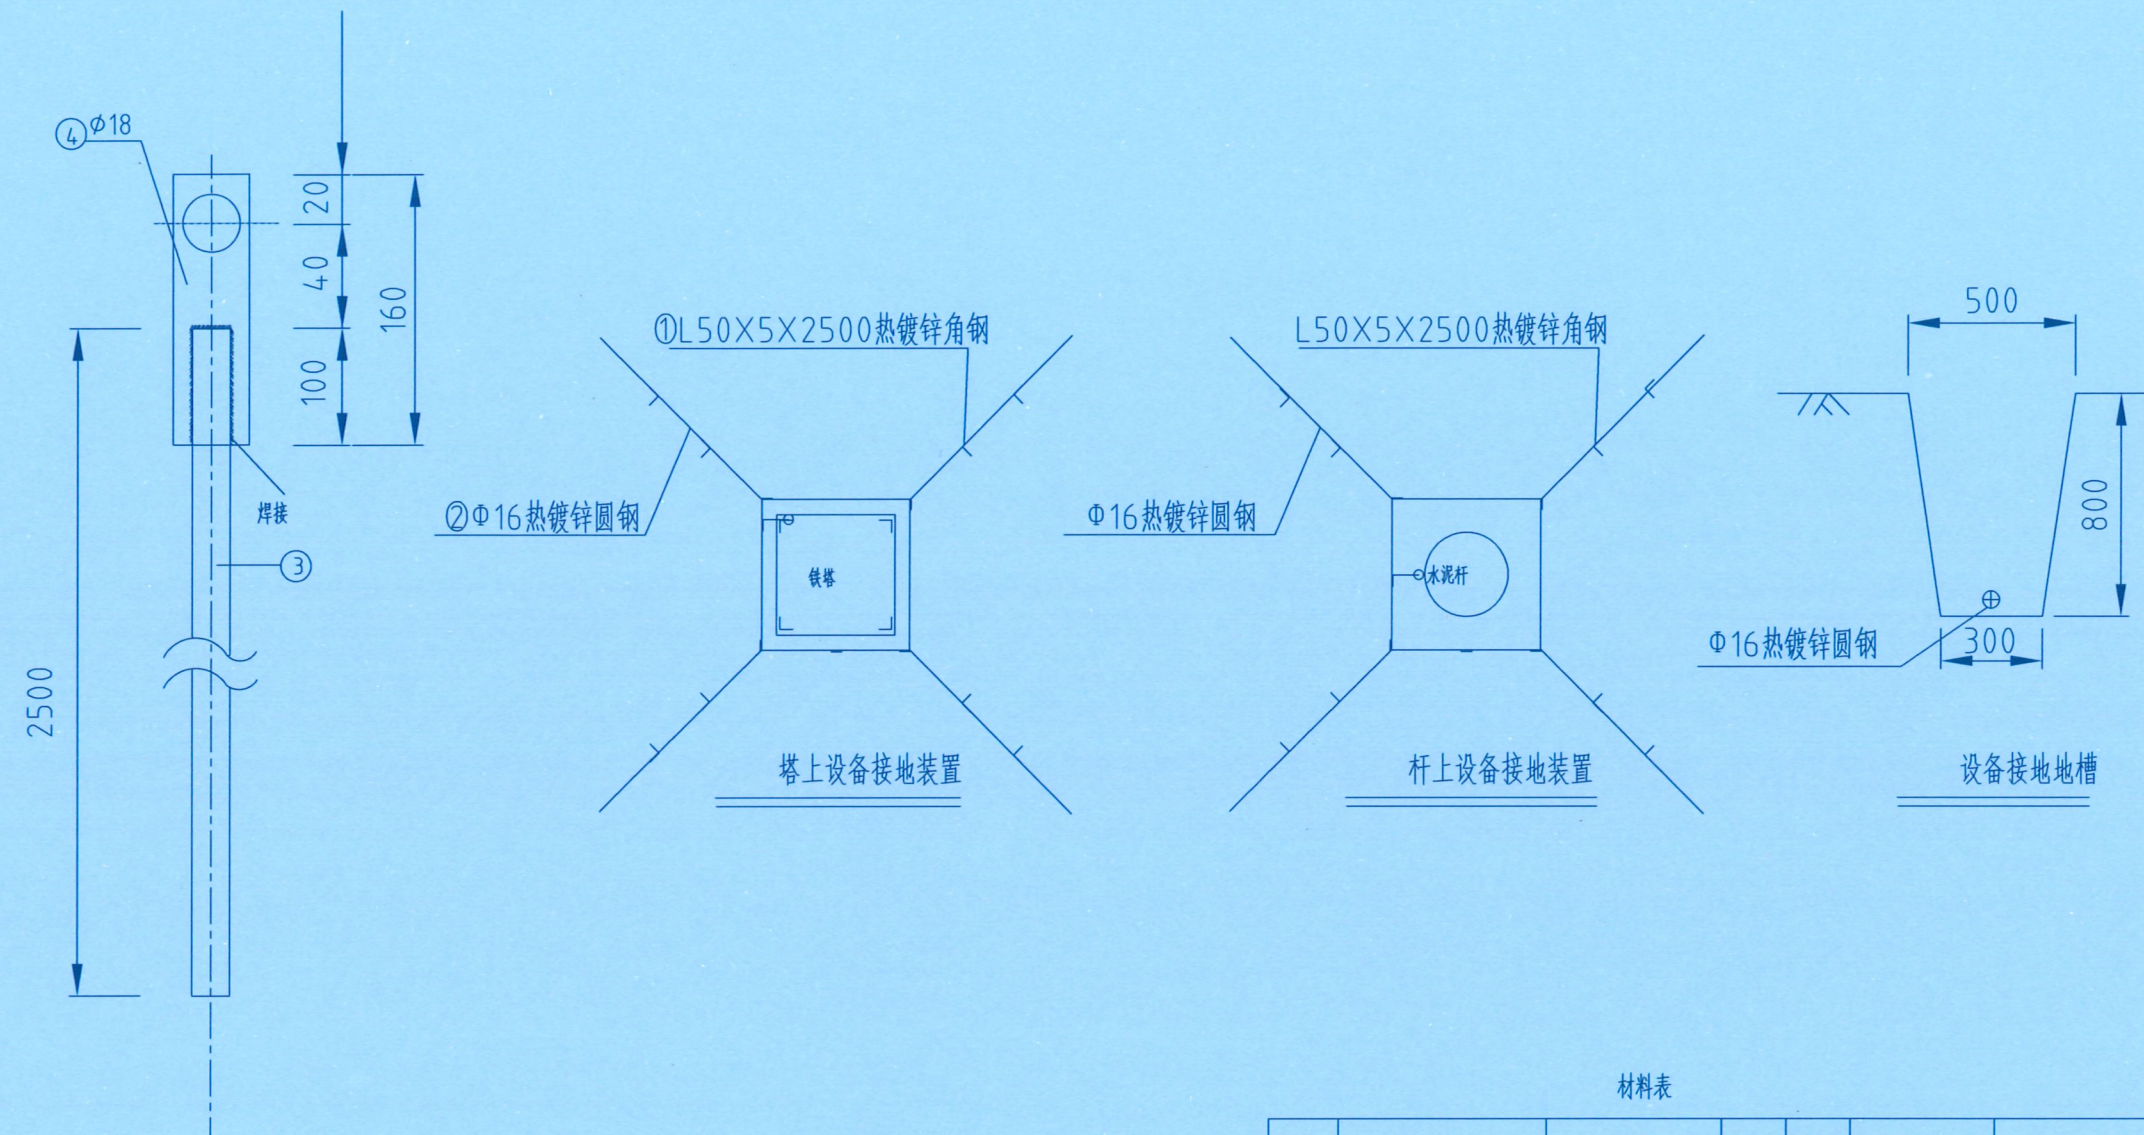 ④ φ18
20
40
160
100
2500
焊接
③
①L50X5X2500热镀锌角钢
②Φ16热镀锌圆钢
铁塔
塔上设备接地装置
L50X5X2500热镀锌角钢
Φ16热镀锌圆钢
水泥杆
杆上设备接地装置
500
800
300
Φ16热镀锌圆钢
设备接地地槽
材料表